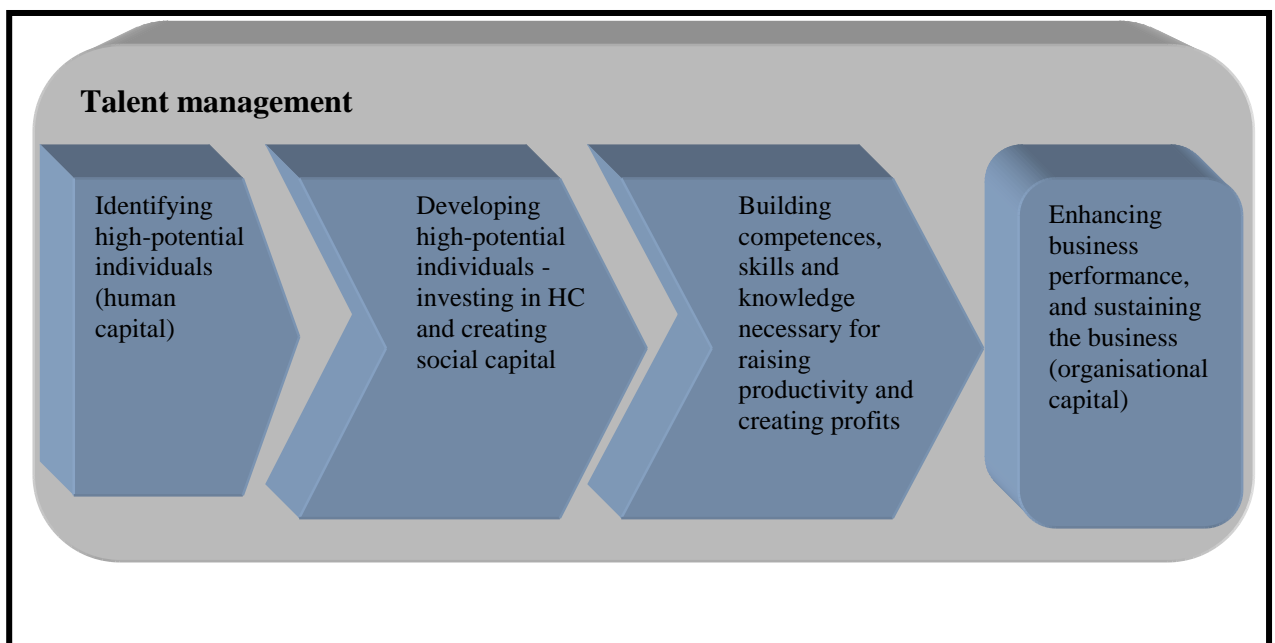 Talent management
Identifying
high-potential
individuals
(human
capital)
Developing
high-potential
individuals -
investing in HC
and creating
social capital
Building
competences,
skills and
knowledge
necessary for
raising
productivity and
creating profits
Enhancing
business
performance,
and sustaining
the business
(organisational
capital)